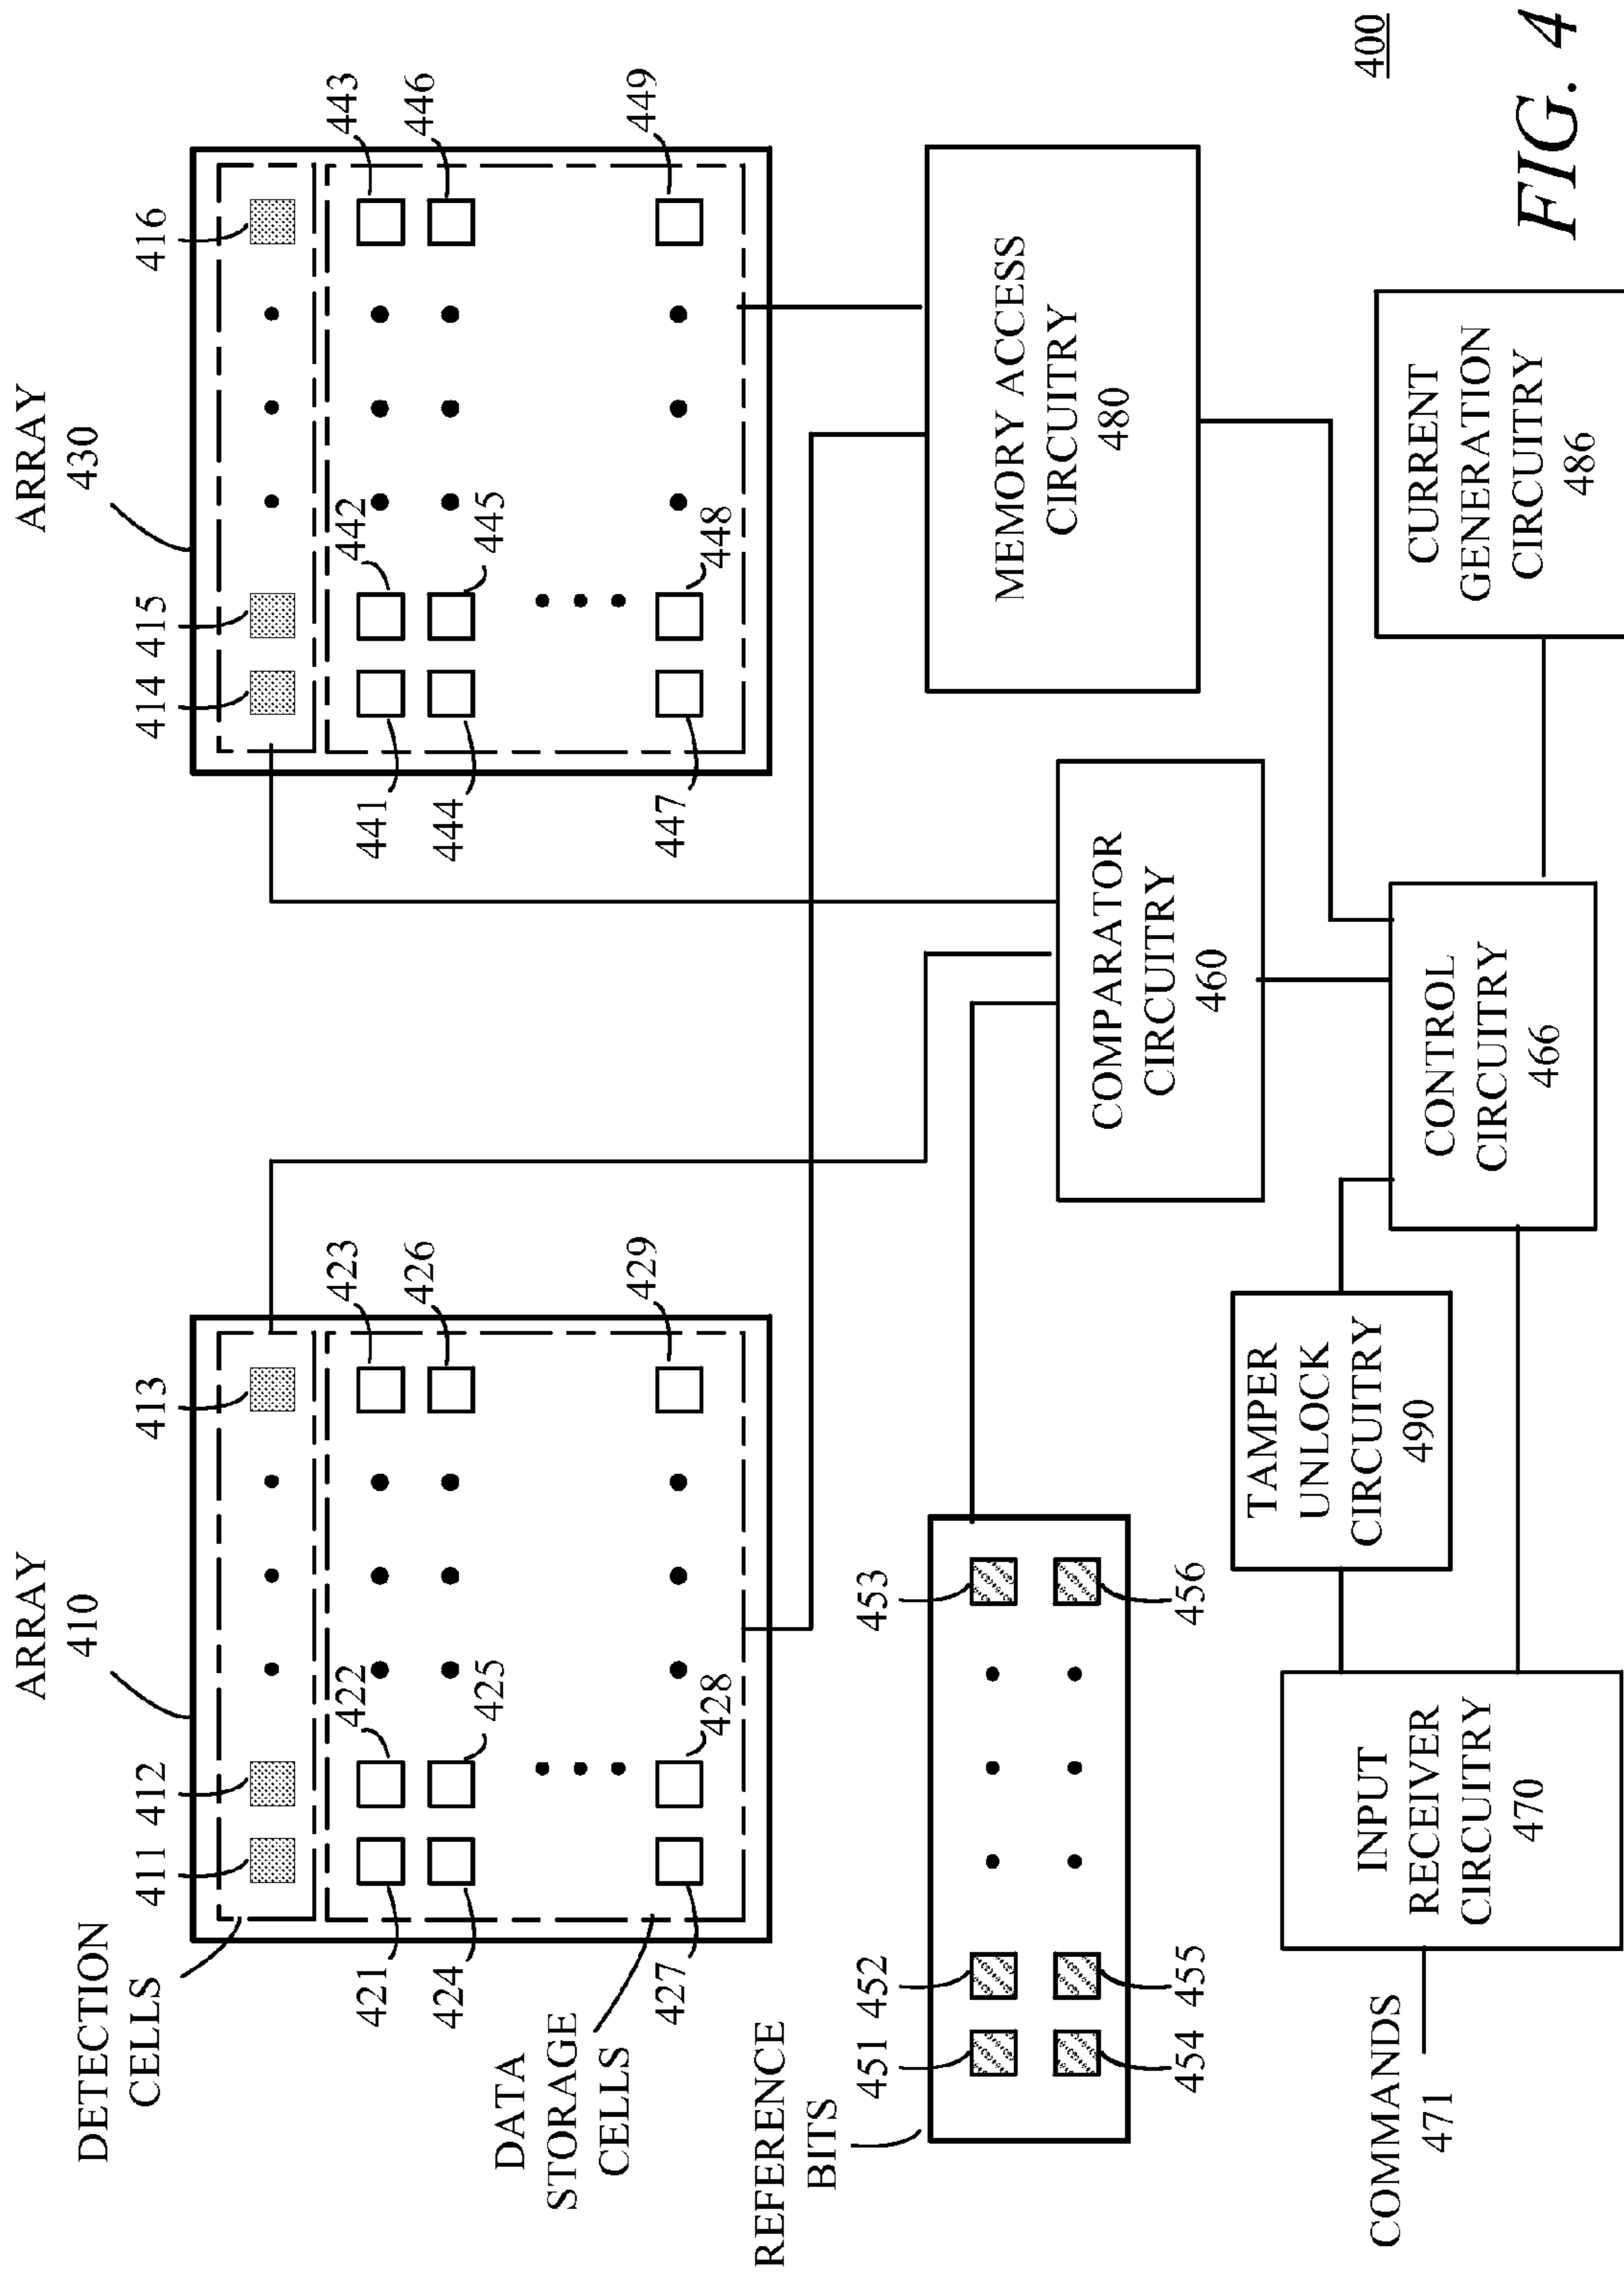 ARRAY
410
ARRAY
430
DETECTION
CELLS
411
412
413
414
415
416
421
422
423
424
425
426
427
428
429
441
442
443
444
445
446
447
448
449
DATA
STORAGE
CELLS
REFERENCE
BITS
451
452
453
454
455
456
COMPARATOR
CIRCUITRY
460
MEMORY ACCESS
CIRCUITRY
480
COMMANDS
471
INPUT
RECEIVER
CIRCUITRY
470
TAMPER
UNLOCK
CIRCUITRY
490
CONTROL
CIRCUITRY
466
CURRENT
GENERATION
CIRCUITRY
486
400
FIG. 4